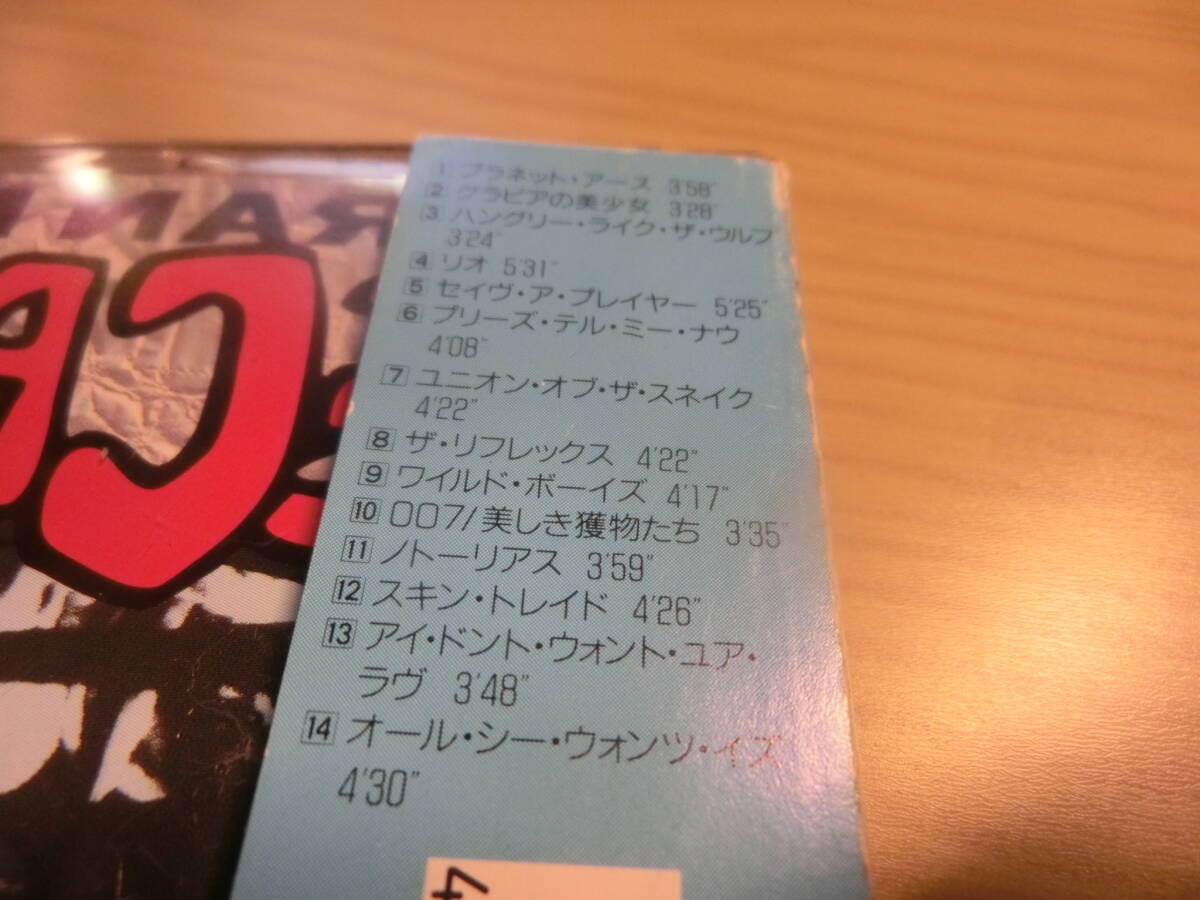 1 プラネット・アース 3'58"
2 グラビアの美少女 3'28"
3 ハングリー・ライク・ザ・ウルフ
3'24"
4 リオ 5'31"
5 セイヴ・ア・プレイヤー 5'25"
6 プリーズ・テル・ミー・ナウ
4'08"
7 ユニオン・オブ・ザ・スネイク
4'22"
8 ザ・リフレックス 4'22"
9 ワイルド・ボーイズ 4'17"
10 007/美しき獲物たち 3'35"
11 ノトーリアス 3'59"
12 スキン・トレイド 4'26"
13 アイ・ドント・ウォント・ユア・
ラヴ 3'48"
14 オール・シー・ウォンツ・イズ
4'30"
4